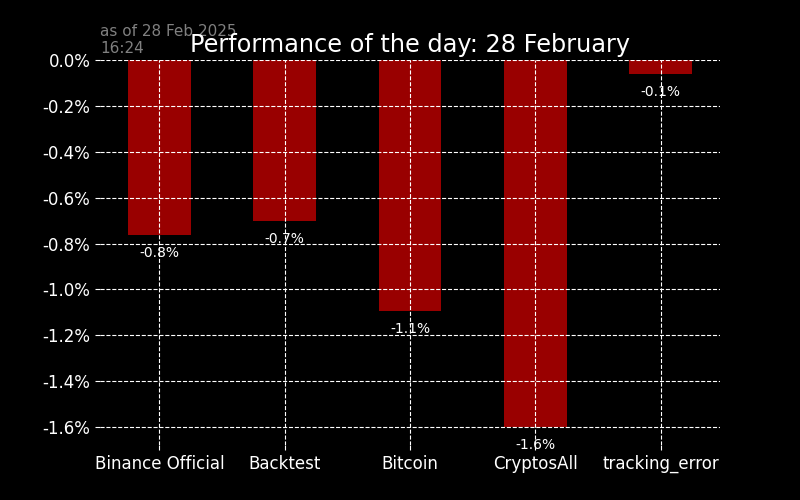 as of 28 Feb 2025
16:24
Performance of the day: 28 February
0.0%
-0.2%
-0.4%
-0.6%
-0.8%
-1.0%
-1.2%
-1.4%
-1.6%
-0.8%
-0.7%
-1.1%
-1.6%
-0.1%
Binance Official
Backtest
Bitcoin
CryptosAll
tracking_error